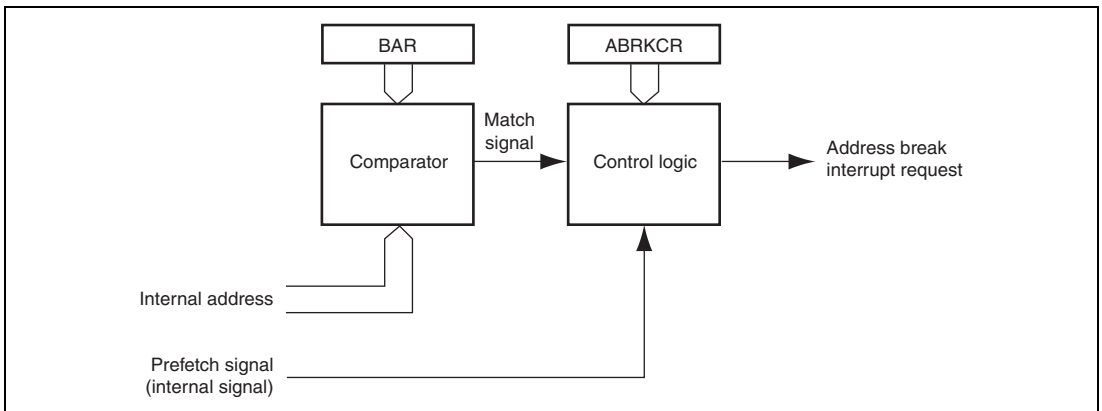 BAR
ABRKCR
Match
signal
Comparator
Control logic
Address break
interrupt request
Internal address
Prefetch signal
(internal signal)